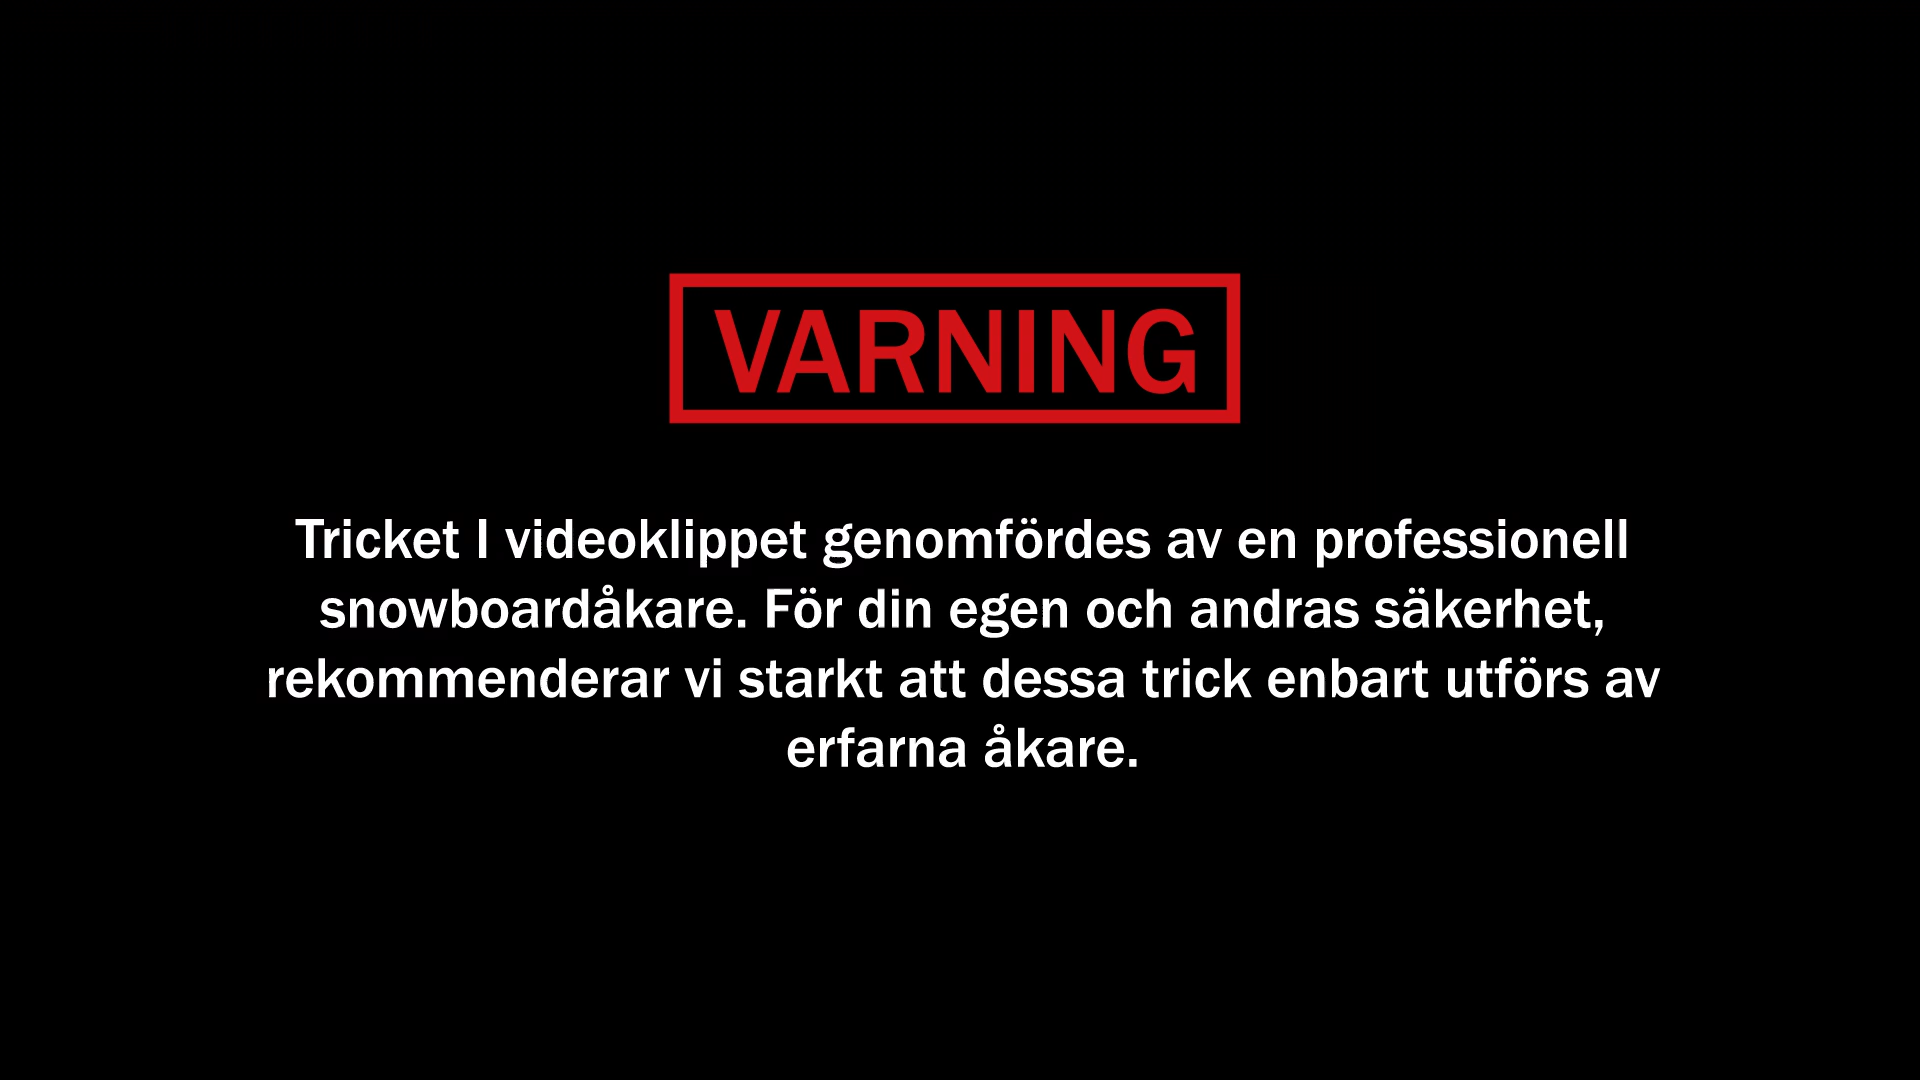 VARNING
Tricket I videoklippet genomfördes av en professionell
snowboardåkare. För din egen och andras säkerhet,
rekommenderar vi starkt att dessa trick enbart utförs av
erfarna åkare.